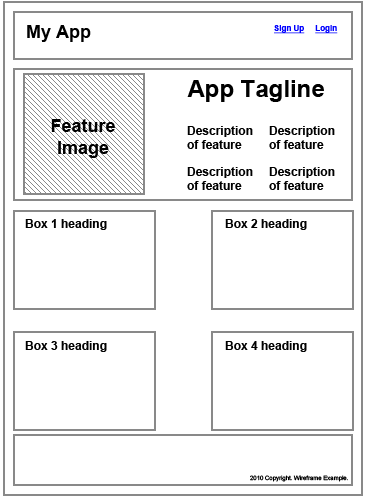 My App
Sign Up Login
Feature
Image
App Tagline
Description
of feature
Description
of feature
Description
of feature
Description
of feature
Box 1 heading
Box 2 heading
Box 3 heading
Box 4 heading
2010 Copyright. Wireframe Example.